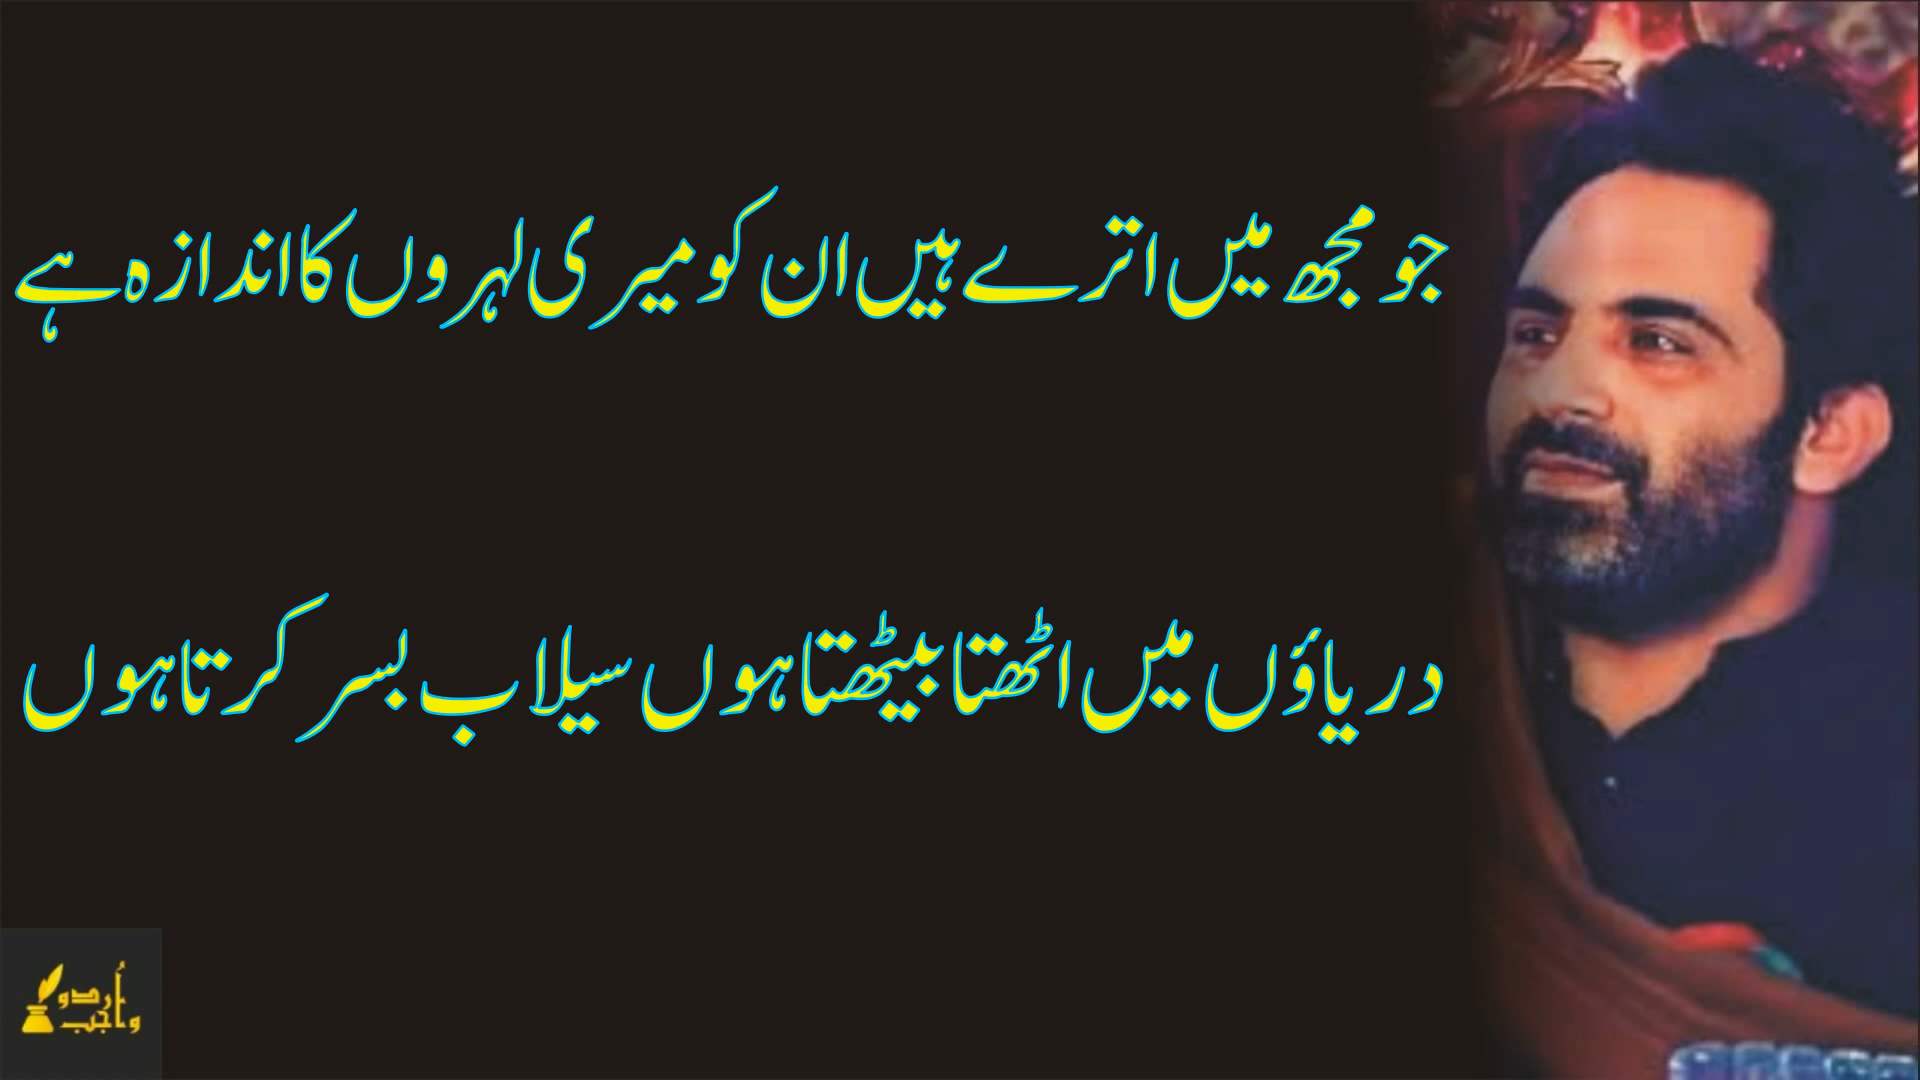 جو مجھ میں اترے ہیں ان کو میری لہروں کا اندازہ ہے
دریاؤں میں اٹھتا بیٹھتا ہوں سیلاب بسر کرتا ہوں
اُردو
واجب